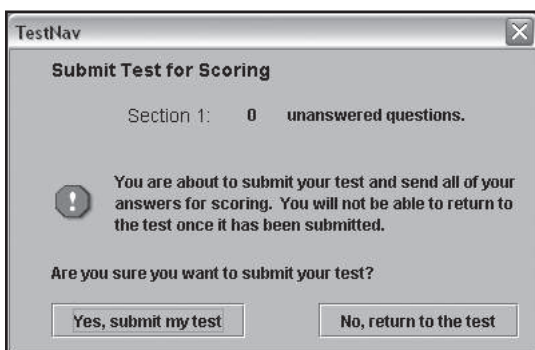 TestNav
Submit Test for Scoring
Section 1: 0 unanswered questions.
You are about to submit your test and send all of your
answers for scoring. You will not be able to return to
the test once it has been submitted.
Are you sure you want to submit your test?
Yes, submit my test
No, return to the test